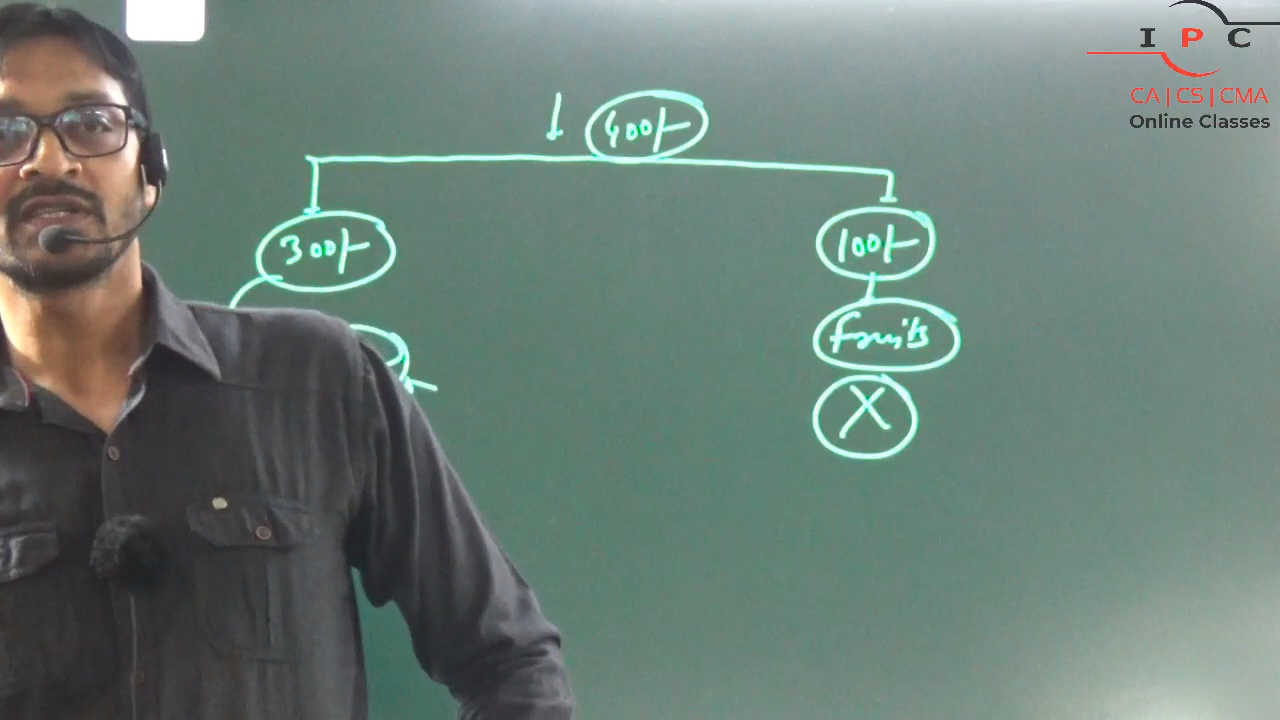 I P C
CA | CS | CMA
Online Classes
400/-
300/-
100/-
Fruits
X